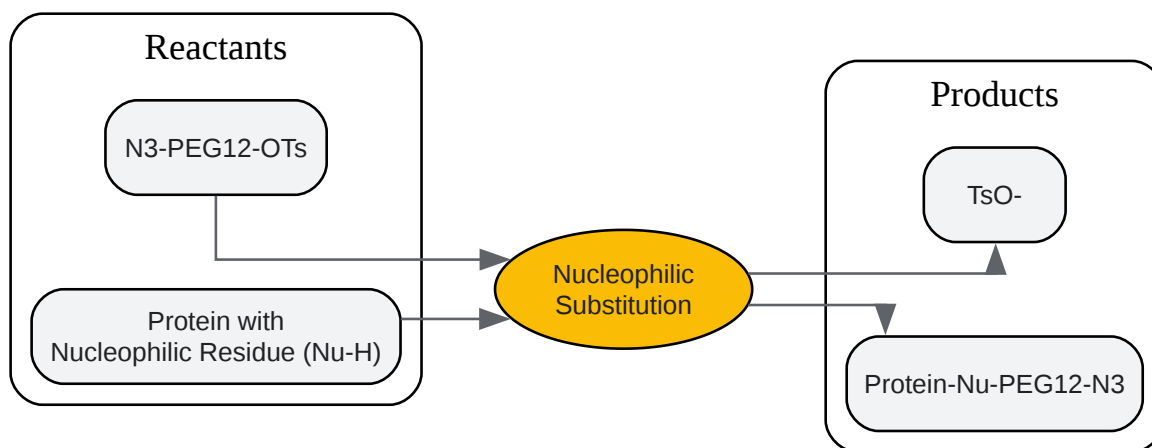 Reactants
N3-PEG12-OTs
Protein with
Nucleophilic Residue (Nu-H)
Nucleophilic
Substitution
Products
TsO-
Protein-Nu-PEG12-N3